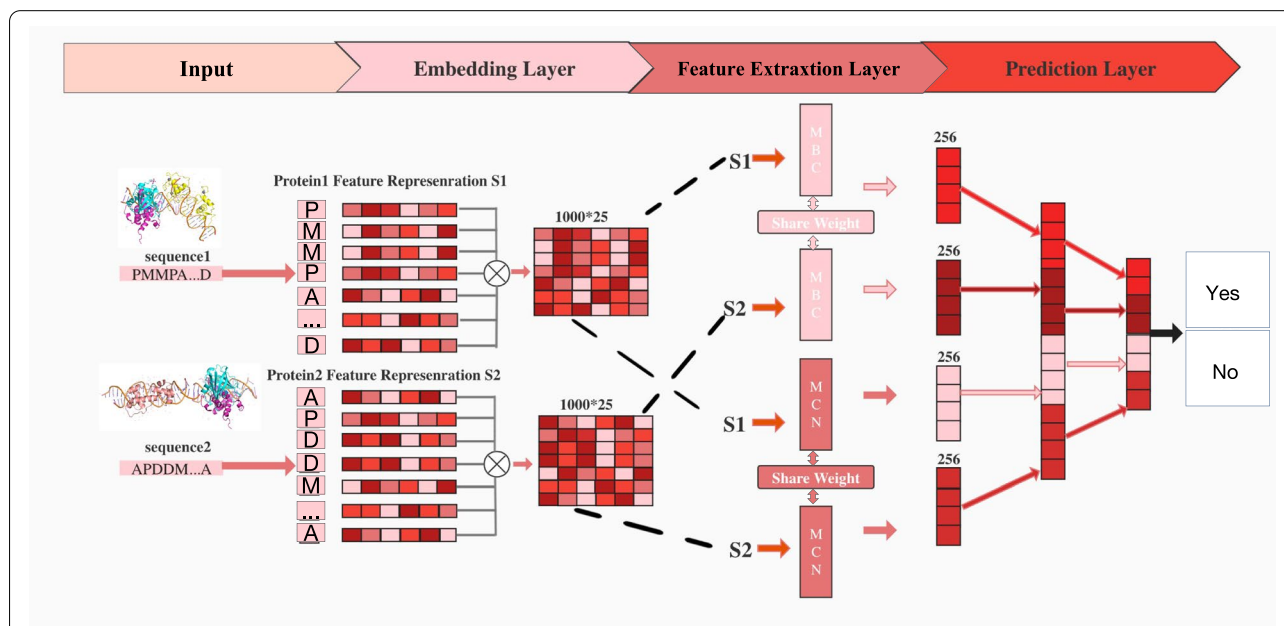 Input
Embedding Layer
Feature Extraxtion Layer
Prediction Layer
sequence1
PMMPA...D
Protein1 Feature Represenration S1
P
M
M
P
A
...
D
1000*25
sequence2
APDDM...A
Protein2 Feature Represenration S2
A
P
D
D
M
...
A
1000*25
S1
M
B
C
Share Weight
S2
M
B
C
S1
M
C
N
Share Weight
S2
M
C
N
256
256
256
256
Yes
No